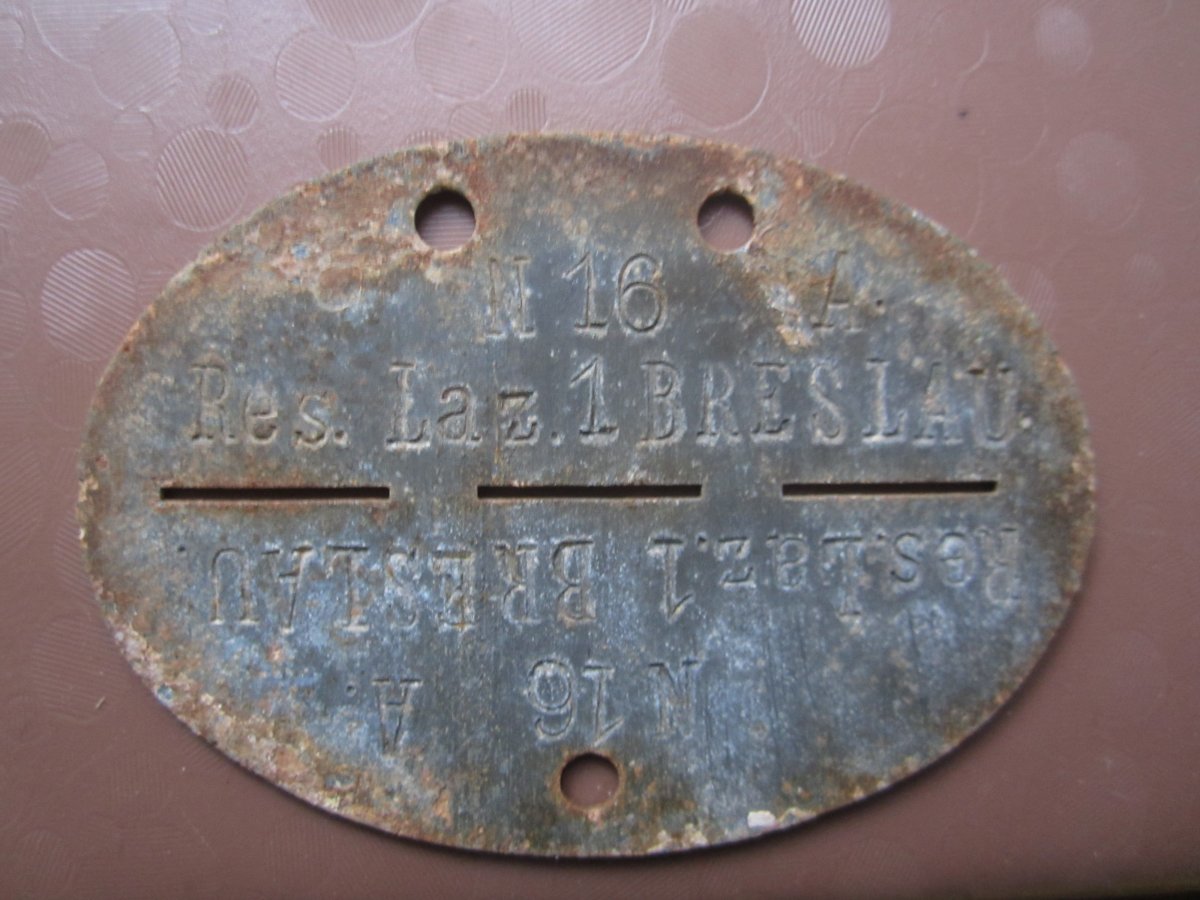 N 16 A.
Res. Laz. 1 BRESLAU.
Res. Laz. 1 BRESLAU.
N 16 A.